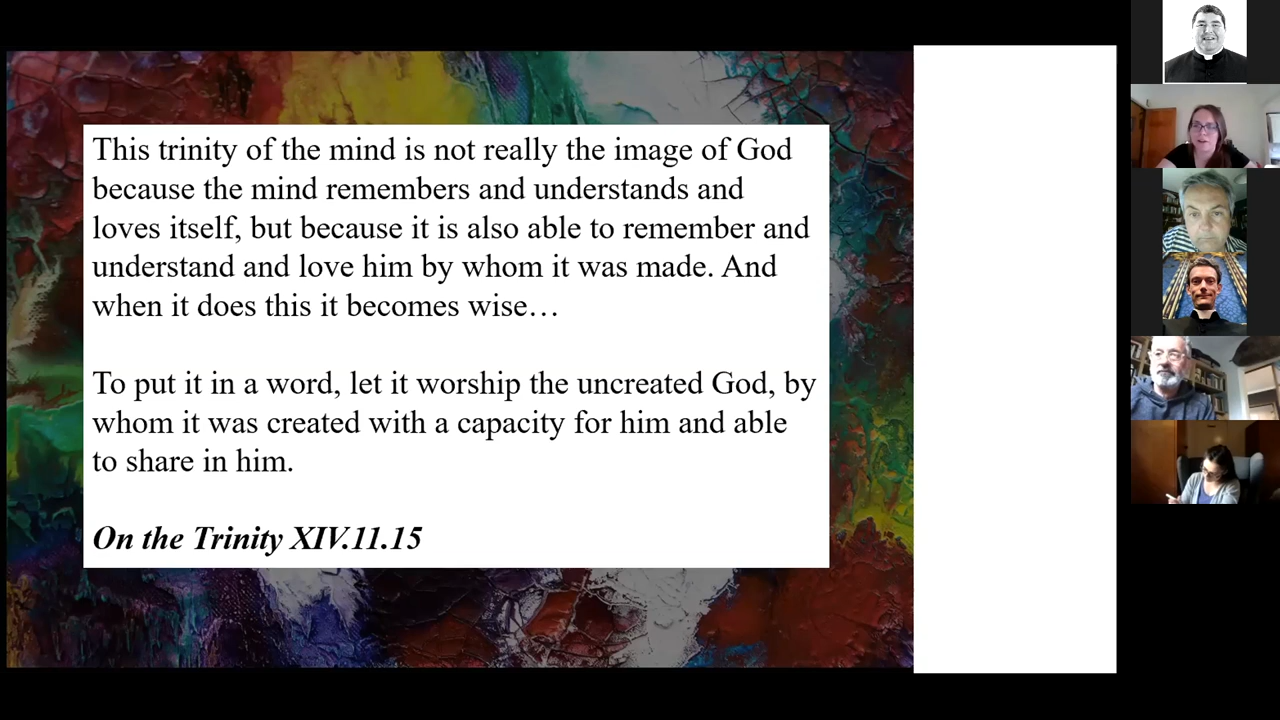 This trinity of the mind is not really the image of God
because the mind remembers and understands and
loves itself, but because it is also able to remember and
understand and love him by whom it was made. And
when it does this it becomes wise…
To put it in a word, let it worship the uncreated God, by
whom it was created with a capacity for him and able
to share in him.
On the Trinity XIV.11.15